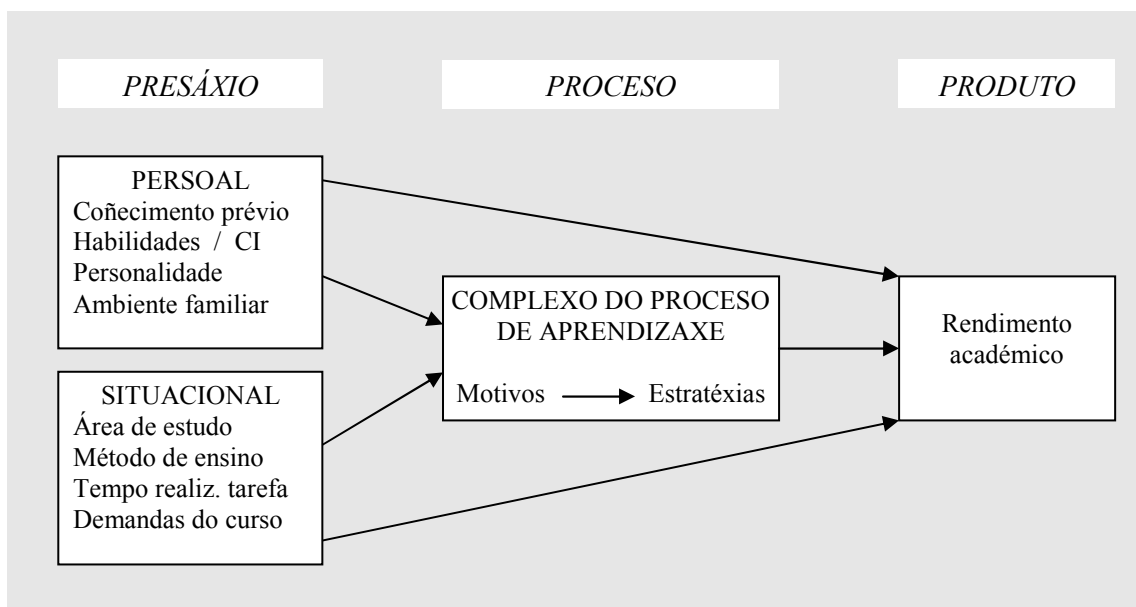 PRESÁXIO
PROCESO
PRODUTO
PERSOAL
Coñecimento prévio
Habilidades / CI
Personalidade
Ambiente familiar
SITUACIONAL
Área de estudo
Método de ensino
Tempo realiz. tarefa
Demandas do curso
COMPLEXO DO PROCESO
DE APRENDIZAXE
Motivos Estratéxias
Rendimento
académico